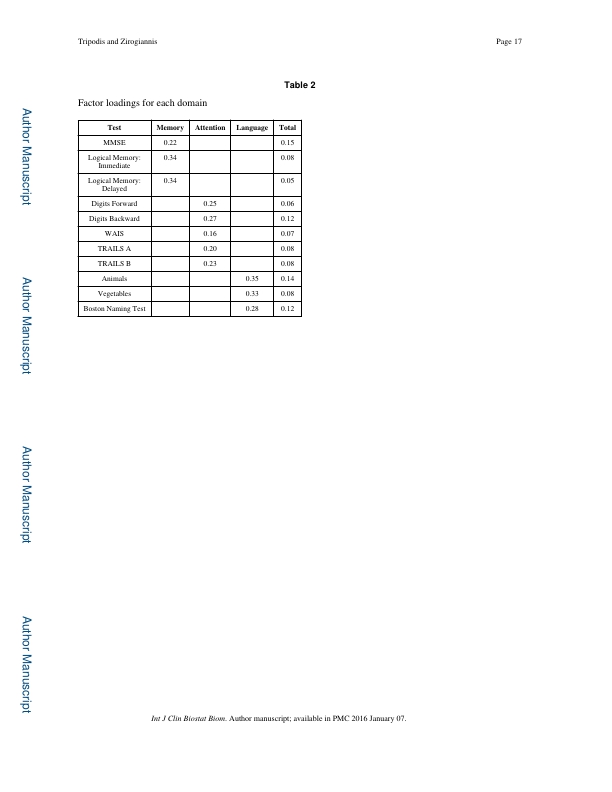 Tripodis and Zirogiannis Page 17
Table 2
Factor loadings for each domain
Test Memory Attention Language Total
MMSE 0.22 0.15
Logical Memory:
Immediate 0.34 0.08
Logical Memory:
Delayed 0.34 0.05
Digits Forward 0.25 0.06
Digits Backward 0.27 0.12
WAIS 0.16 0.07
TRAILS A 0.20 0.08
TRAILS B 0.23 0.08
Animals 0.35 0.14
Vegetables 0.33 0.08
Boston Naming Test 0.28 0.12
Int J Clin Biostat Biom. Author manuscript; available in PMC 2016 January 07.
Author Manuscript
Author Manuscript
Author Manuscript
Author Manuscript